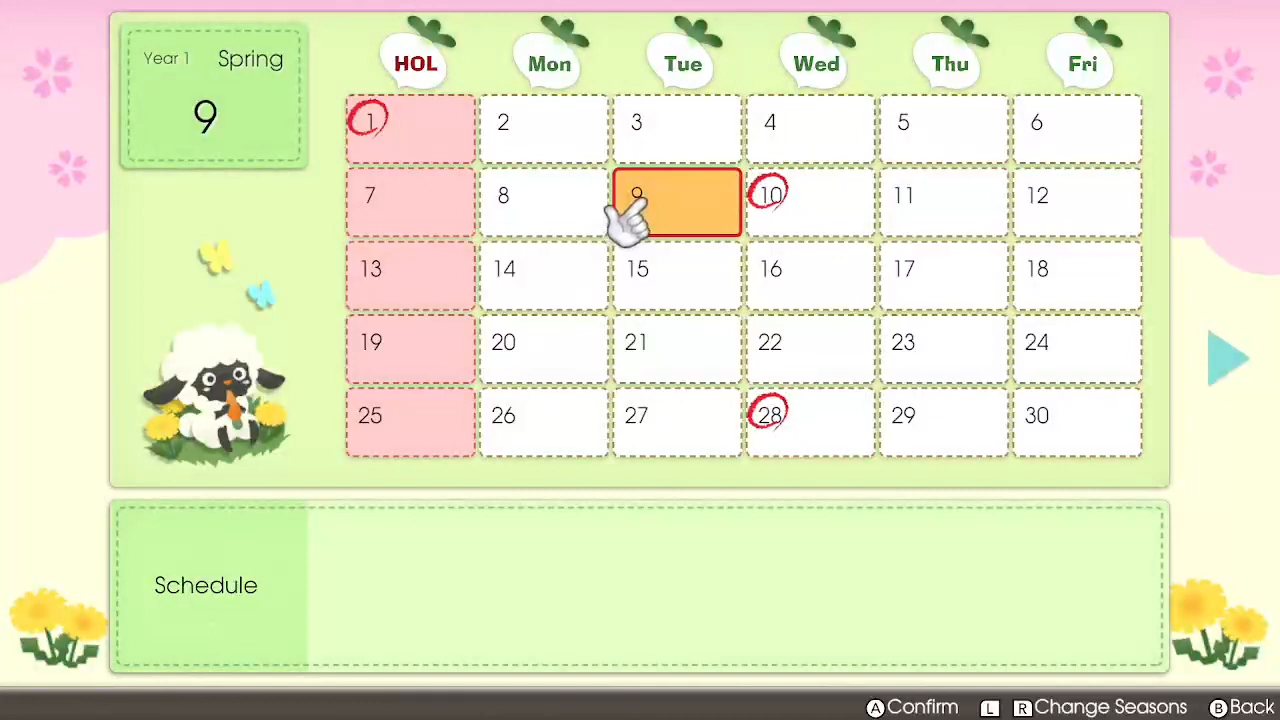 Year 1 Spring
9
HOL Mon Tue Wed Thu Fri
1 2 3 4 5 6
7 8 9 10 11 12
13 14 15 16 17 18
19 20 21 22 23 24
25 26 27 28 29 30
Schedule
A Confirm L R Change Seasons B Back